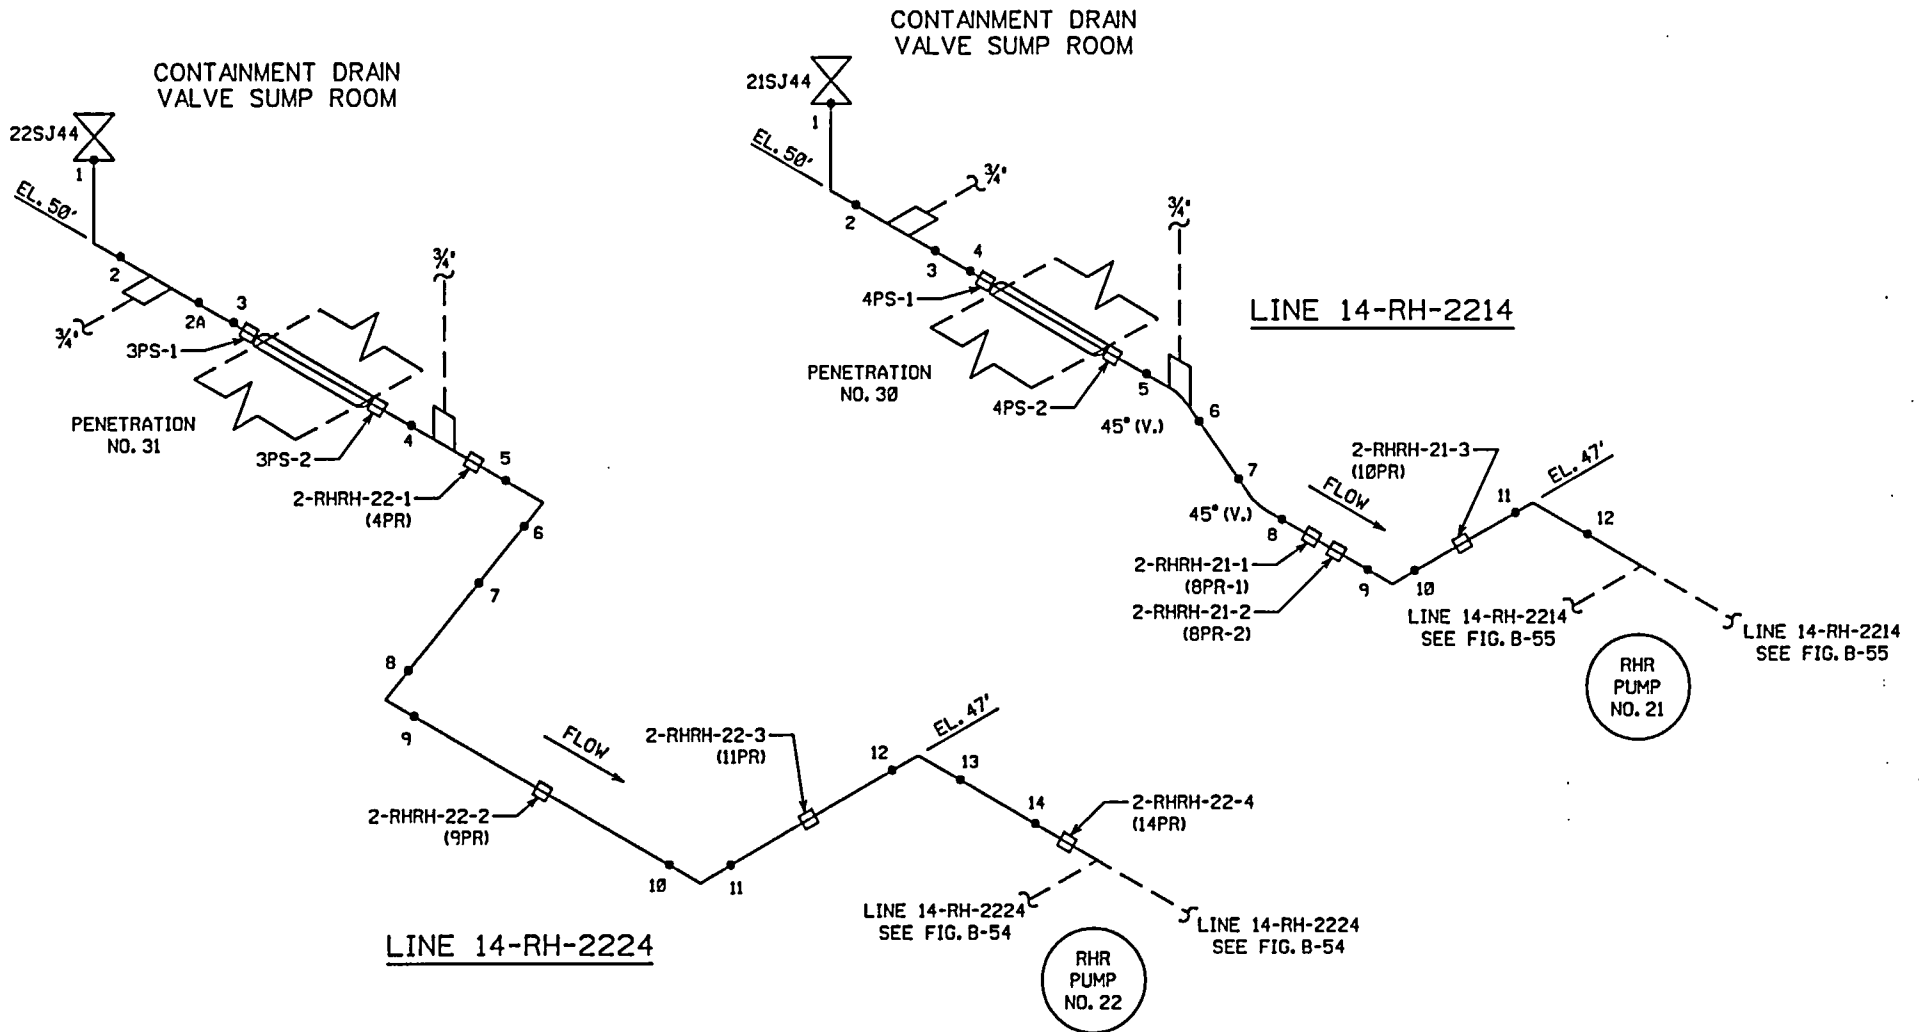 CONTAINMENT DRAIN
VALVE SUMP ROOM
22SJ44
1
EL. 50'
2
3/4"
2A
3
3PS-1
3/4"
PENETRATION
NO. 31
3PS-2
4
2-RHRH-22-1
(4PR)
5
6
7
8
9
FLOW
2-RHRH-22-2
(9PR)
10
11
2-RHRH-22-3
(11PR)
12
EL. 47'
13
14
2-RHRH-22-4
(14PR)
LINE 14-RH-2224
SEE FIG. B-54
LINE 14-RH-2224
SEE FIG. B-54
RHR
PUMP
NO. 22
LINE 14-RH-2224
CONTAINMENT DRAIN
VALVE SUMP ROOM
21SJ44
1
EL. 50'
2
3/4"
3
4
4PS-1
3/4"
PENETRATION
NO. 30
4PS-2
5
45° (V.)
6
7
45° (V.)
8
FLOW
2-RHRH-21-1
(8PR-1)
2-RHRH-21-2
(8PR-2)
9
10
2-RHRH-21-3
(10PR)
11
EL. 47'
12
LINE 14-RH-2214
SEE FIG. B-55
LINE 14-RH-2214
SEE FIG. B-55
RHR
PUMP
NO. 21
LINE 14-RH-2214